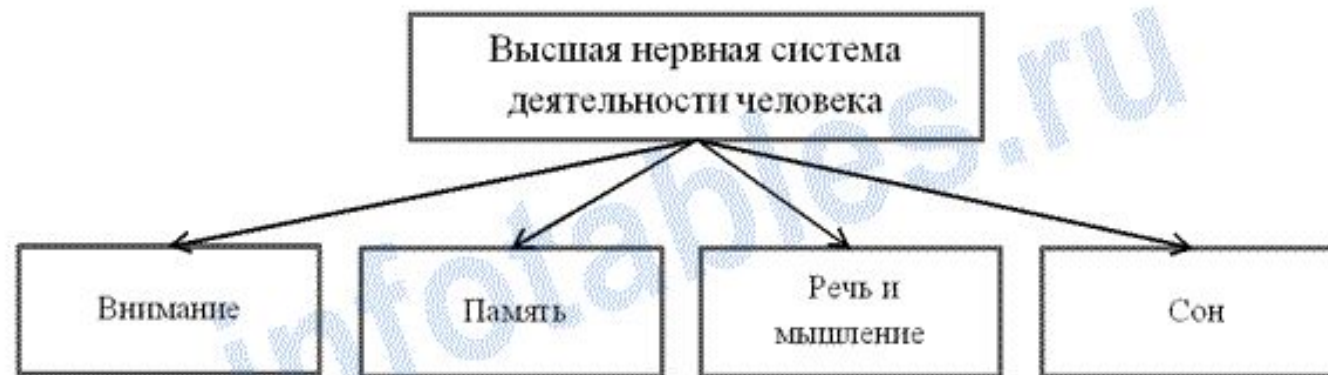 Высшая нервная система
деятельности человека
Внимание
Память
Речь и
мышление
Сон
infotables.ru